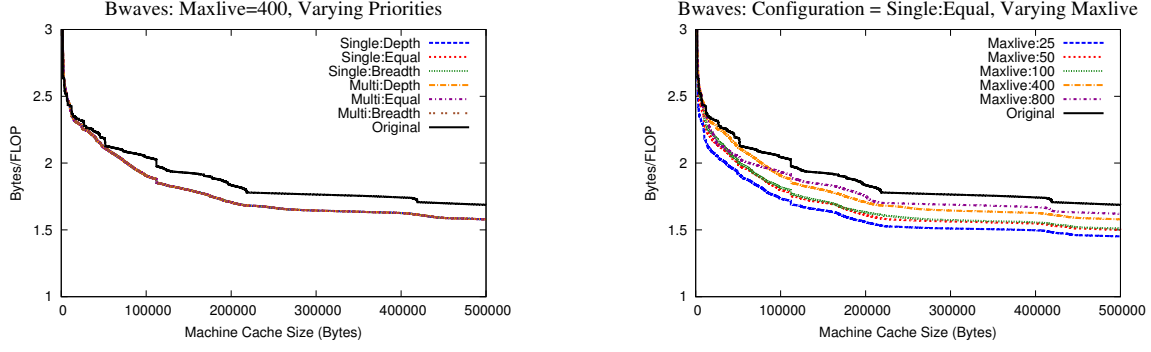 Bwaves: Maxlive=400, Varying Priorities
3
2.5
2
1.5
1
Bytes/FLOP
0 100000 200000 300000 400000 500000
Machine Cache Size (Bytes)
Single:Depth
Single:Equal
Single:Breadth
Multi:Depth
Multi:Equal
Multi:Breadth
Original
Bwaves: Configuration = Single:Equal, Varying Maxlive
3
2.5
2
1.5
1
Bytes/FLOP
0 100000 200000 300000 400000 500000
Machine Cache Size (Bytes)
Maxlive:25
Maxlive:50
Maxlive:100
Maxlive:400
Maxlive:800
Original